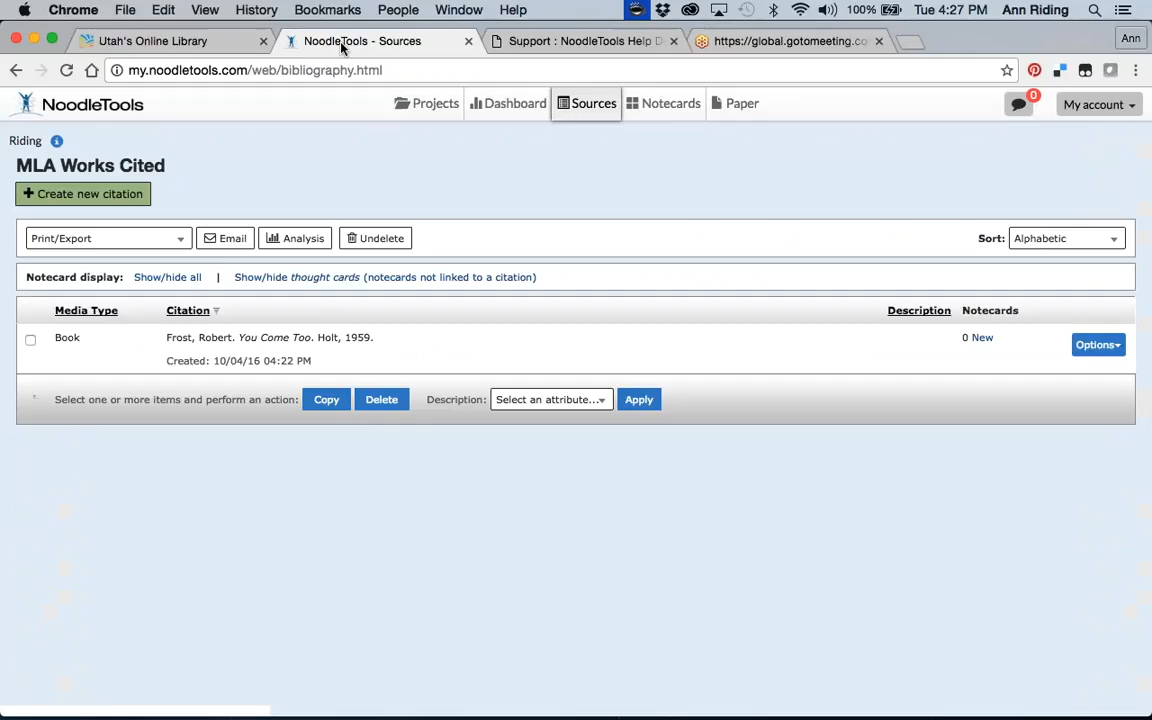 Chrome File Edit View History Bookmarks People Window Help 100% Tue 4:27 PM Ann Riding
Utah's Online Library NoodleTools - Sources Support : NoodleTools Help D https://global.gotomeeting.co Ann
my.noodletools.com/web/bibliography.html
NoodleTools Projects Dashboard Sources Notecards Paper 0 My account
Riding
MLA Works Cited
Create new citation
Print/Export Email Analysis Undelete Sort: Alphabetic
Notecard display: Show/hide all | Show/hide thought cards (notecards not linked to a citation)
Media Type Citation Description Notecards
Book Frost, Robert. You Come Too. Holt, 1959. 0 New Options
Created: 10/04/16 04:22 PM
Select one or more items and perform an action: Copy Delete Description: Select an attribute... Apply